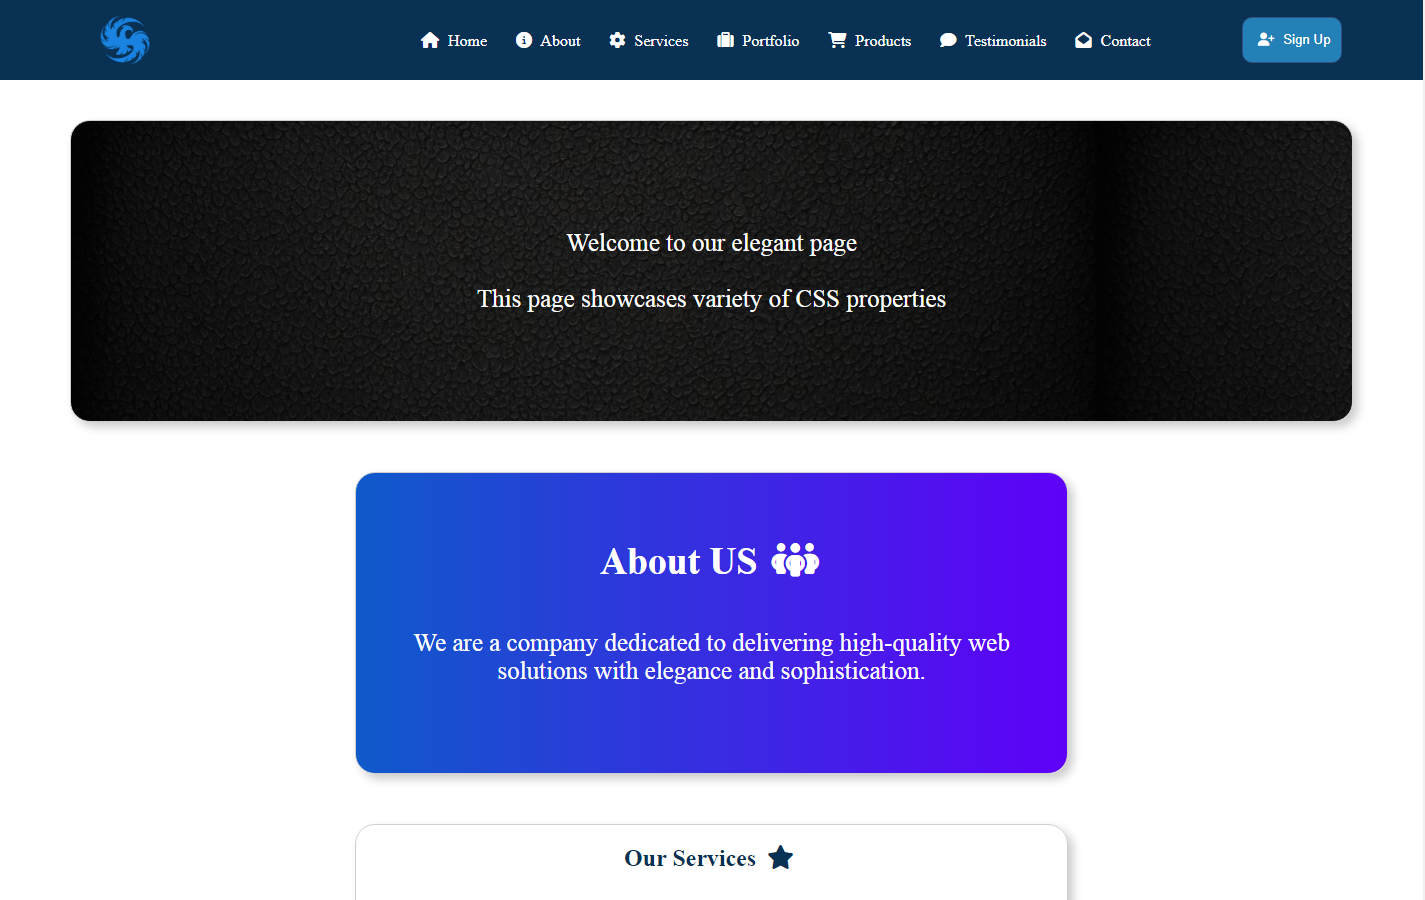 Home About Services Portfolio Products Testimonials Contact Sign Up
Welcome to our elegant page
This page showcases variety of CSS properties
About US
We are a company dedicated to delivering high-quality web
solutions with elegance and sophistication.
Our Services